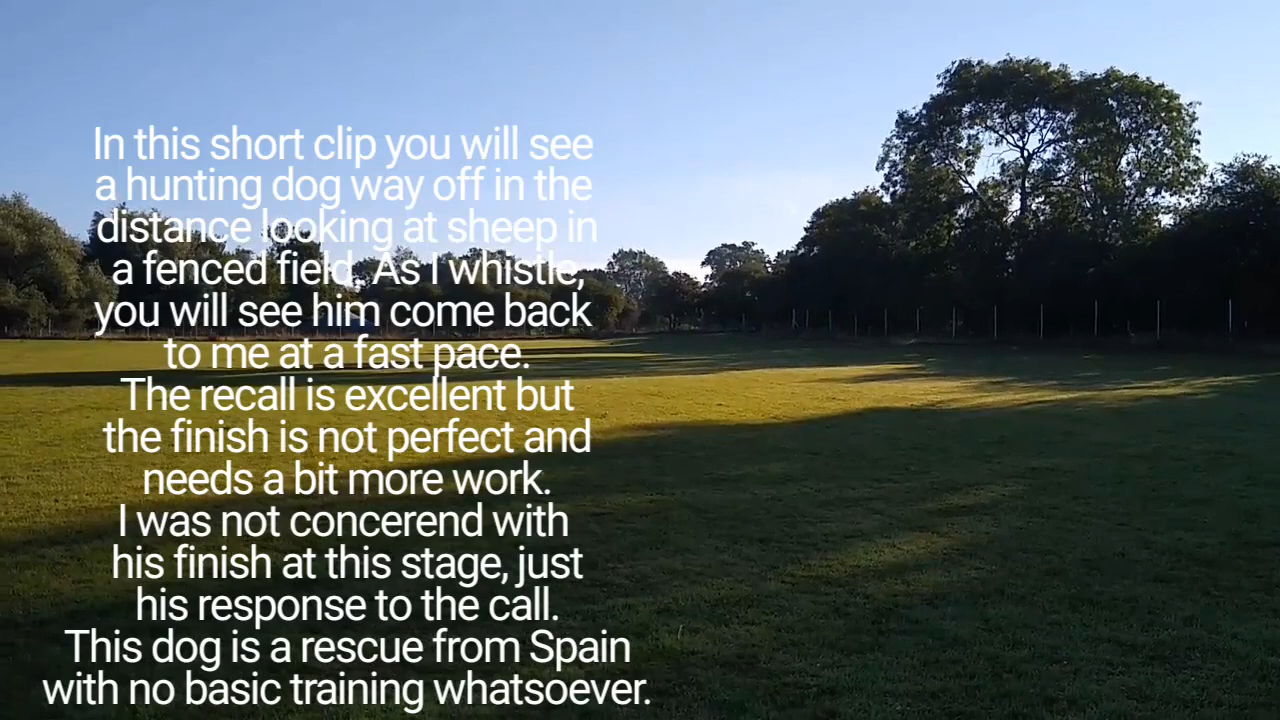 In this short clip you will see
a hunting dog way off in the
distance looking at sheep in
a fenced field. As I whistle,
you will see him come back
to me at a fast pace.
The recall is excellent but
the finish is not perfect and
needs a bit more work.
I was not concerend with
his finish at this stage, just
his response to the call.
This dog is a rescue from Spain
with no basic training whatsoever.